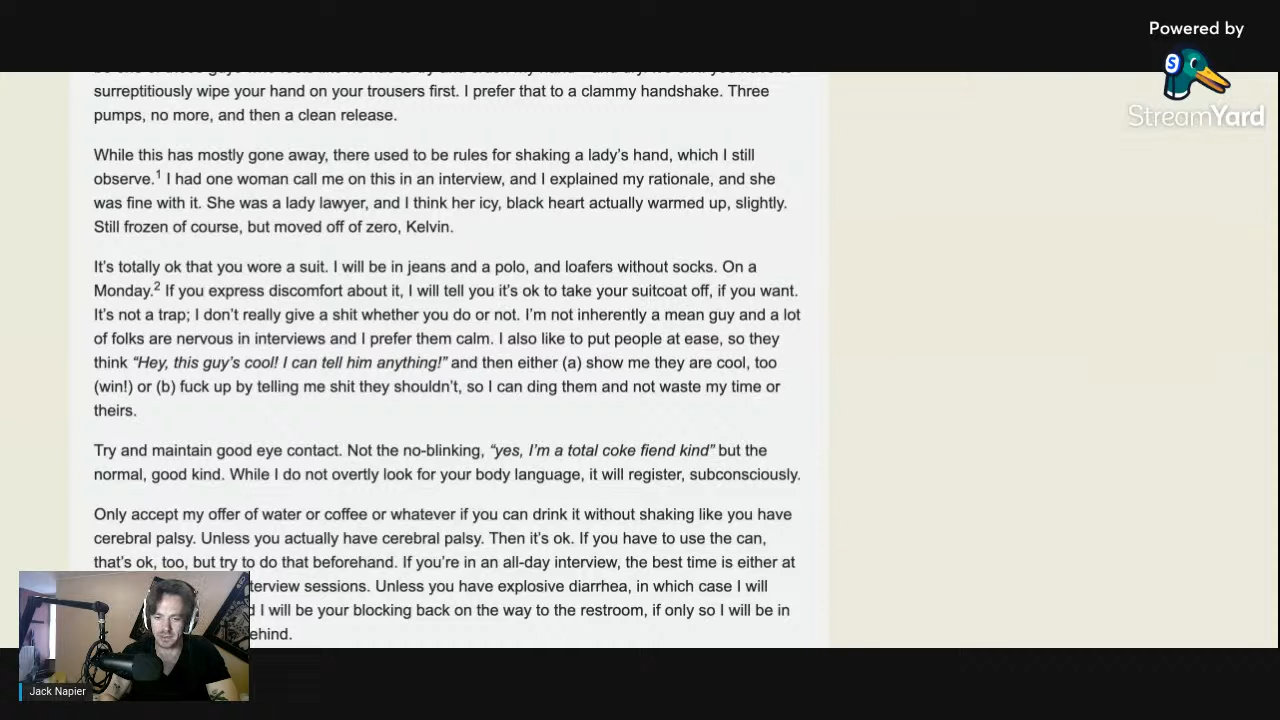 Powered by
S
StreamYard
surreptitiously wipe your hand on your trousers first. I prefer that to a clammy handshake. Three
pumps, no more, and then a clean release.
While this has mostly gone away, there used to be rules for shaking a lady's hand, which I still
observe.1 I had one woman call me on this in an interview, and I explained my rationale, and she
was fine with it. She was a lady lawyer, and I think her icy, black heart actually warmed up, slightly.
Still frozen of course, but moved off of zero, Kelvin.
It's totally ok that you wore a suit. I will be in jeans and a polo, and loafers without socks. On a
Monday.2 If you express discomfort about it, I will tell you it's ok to take your suitcoat off, if you want.
It's not a trap; I don't really give a shit whether you do or not. I'm not inherently a mean guy and a lot
of folks are nervous in interviews and I prefer them calm. I also like to put people at ease, so they
think "Hey, this guy's cool! I can tell him anything!" and then either (a) show me they are cool, too
(win!) or (b) fuck up by telling me shit they shouldn't, so I can ding them and not waste my time or
theirs.
Try and maintain good eye contact. Not the no-blinking, "yes, I'm a total coke fiend kind" but the
normal, good kind. While I do not overtly look for your body language, it will register, subconsciously.
Only accept my offer of water or coffee or whatever if you can drink it without shaking like you have
cerebral palsy. Unless you actually have cerebral palsy. Then it's ok. If you have to use the can,
that's ok, too, but try to do that beforehand. If you're in an all-day interview, the best time is either at
terview sessions. Unless you have explosive diarrhea, in which case I will
d I will be your blocking back on the way to the restroom, if only so I will be in
ehind.
Jack Napier